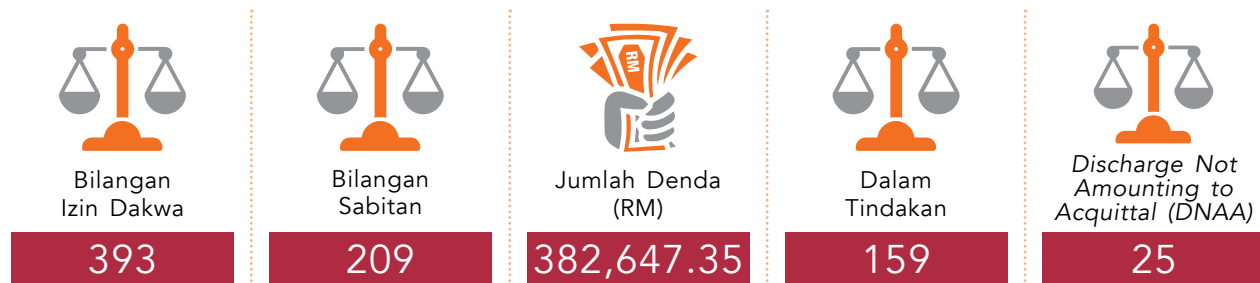 Bilangan
Izin Dakwa
393
Bilangan
Sabitan
209
RM
Jumlah Denda
(RM)
382,647.35
Dalam
Tindakan
159
Discharge Not
Amounting to
Acquittal (DNAA)
25